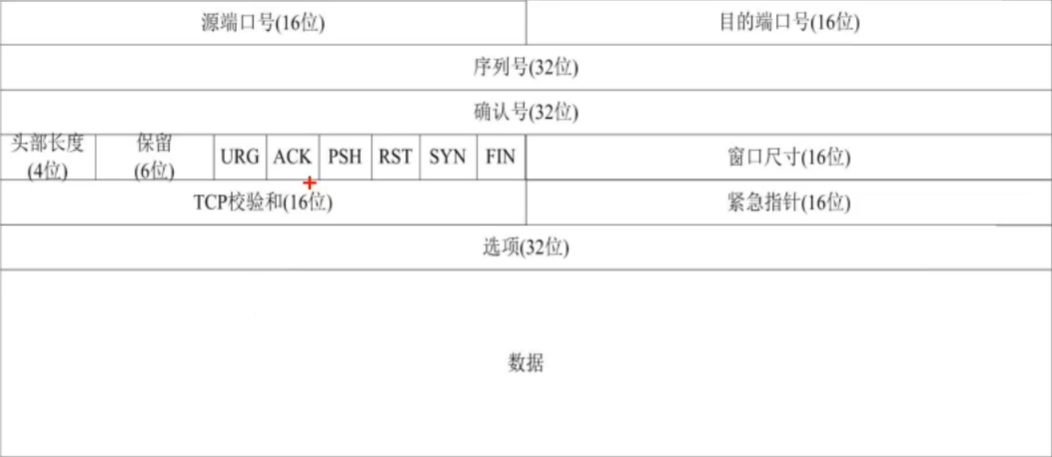 源端口号(16位) 目的端口号(16位)
序列号(32位)
确认号(32位)
头部长度 保留 URG ACK PSH RST SYN FIN 窗口尺寸(16位)
(4位) (6位)
TCP校验和(16位) 紧急指针(16位)
选项(32位)
数据